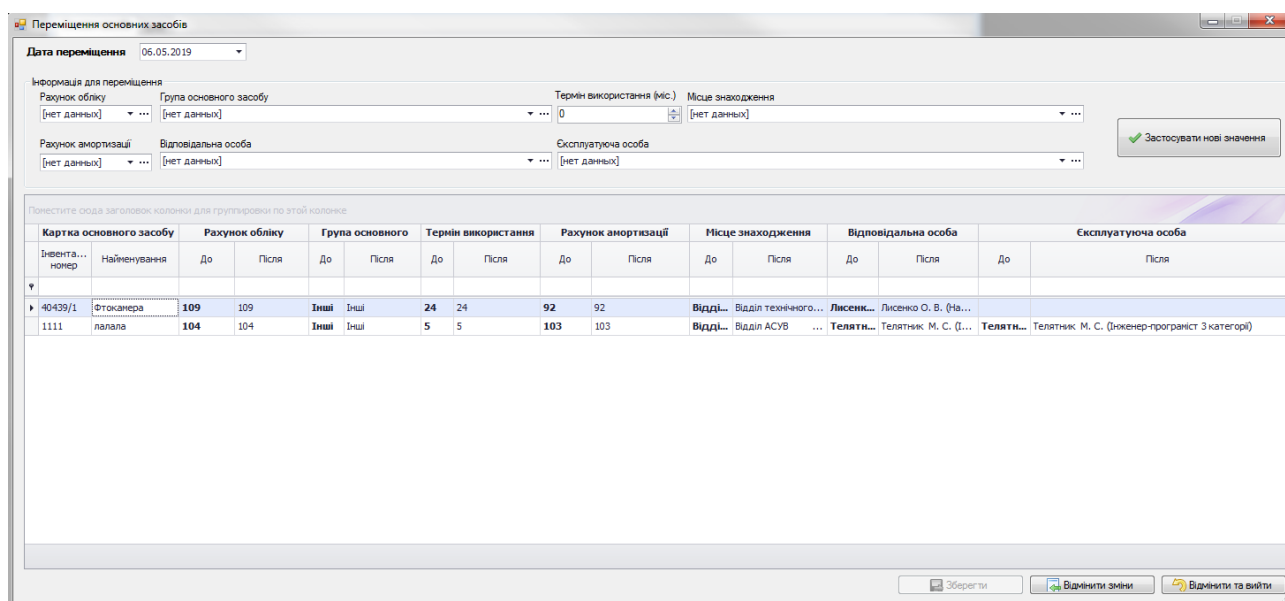 Переміщення основних засобів
Дата переміщення 06.05.2019
Інформація для переміщення
Рахунок обліку Група основного засобу Термін використання (міс.) Місце знаходження
[нет данных] [нет данных] 0 [нет данных]
Застосувати нові значення
Рахунок амортизації Відповідальна особа Єксплуатуюча особа
[нет данных] [нет данных] [нет данных]
Поместите сюда заголовок колонки для группировки по этой колонке
Картка основного засобу Рахунок обліку Група основного Термін використання Рахунок амортизації Місце знаходження Відповідальна особа Єксплуатуюча особа
Інвента... номер Найменування До Після До Після До Після До Після До Після До Після До Після
40439/1 Фтокамера 109 109 Інші Інші 24 24 92 92 Відді... Відділ технічного... Лисенк... Лисенко О. В. (На...
1111 лалала 104 104 Інші Інші 5 5 103 103 Відді... Відділ АСУВ ... Телятн... Телятник М. С. (І... Телятн... Телятник М. С. (Інженер-програміст 3 категорії)
Зберегти Відмінити зміни Відмінити та вийти